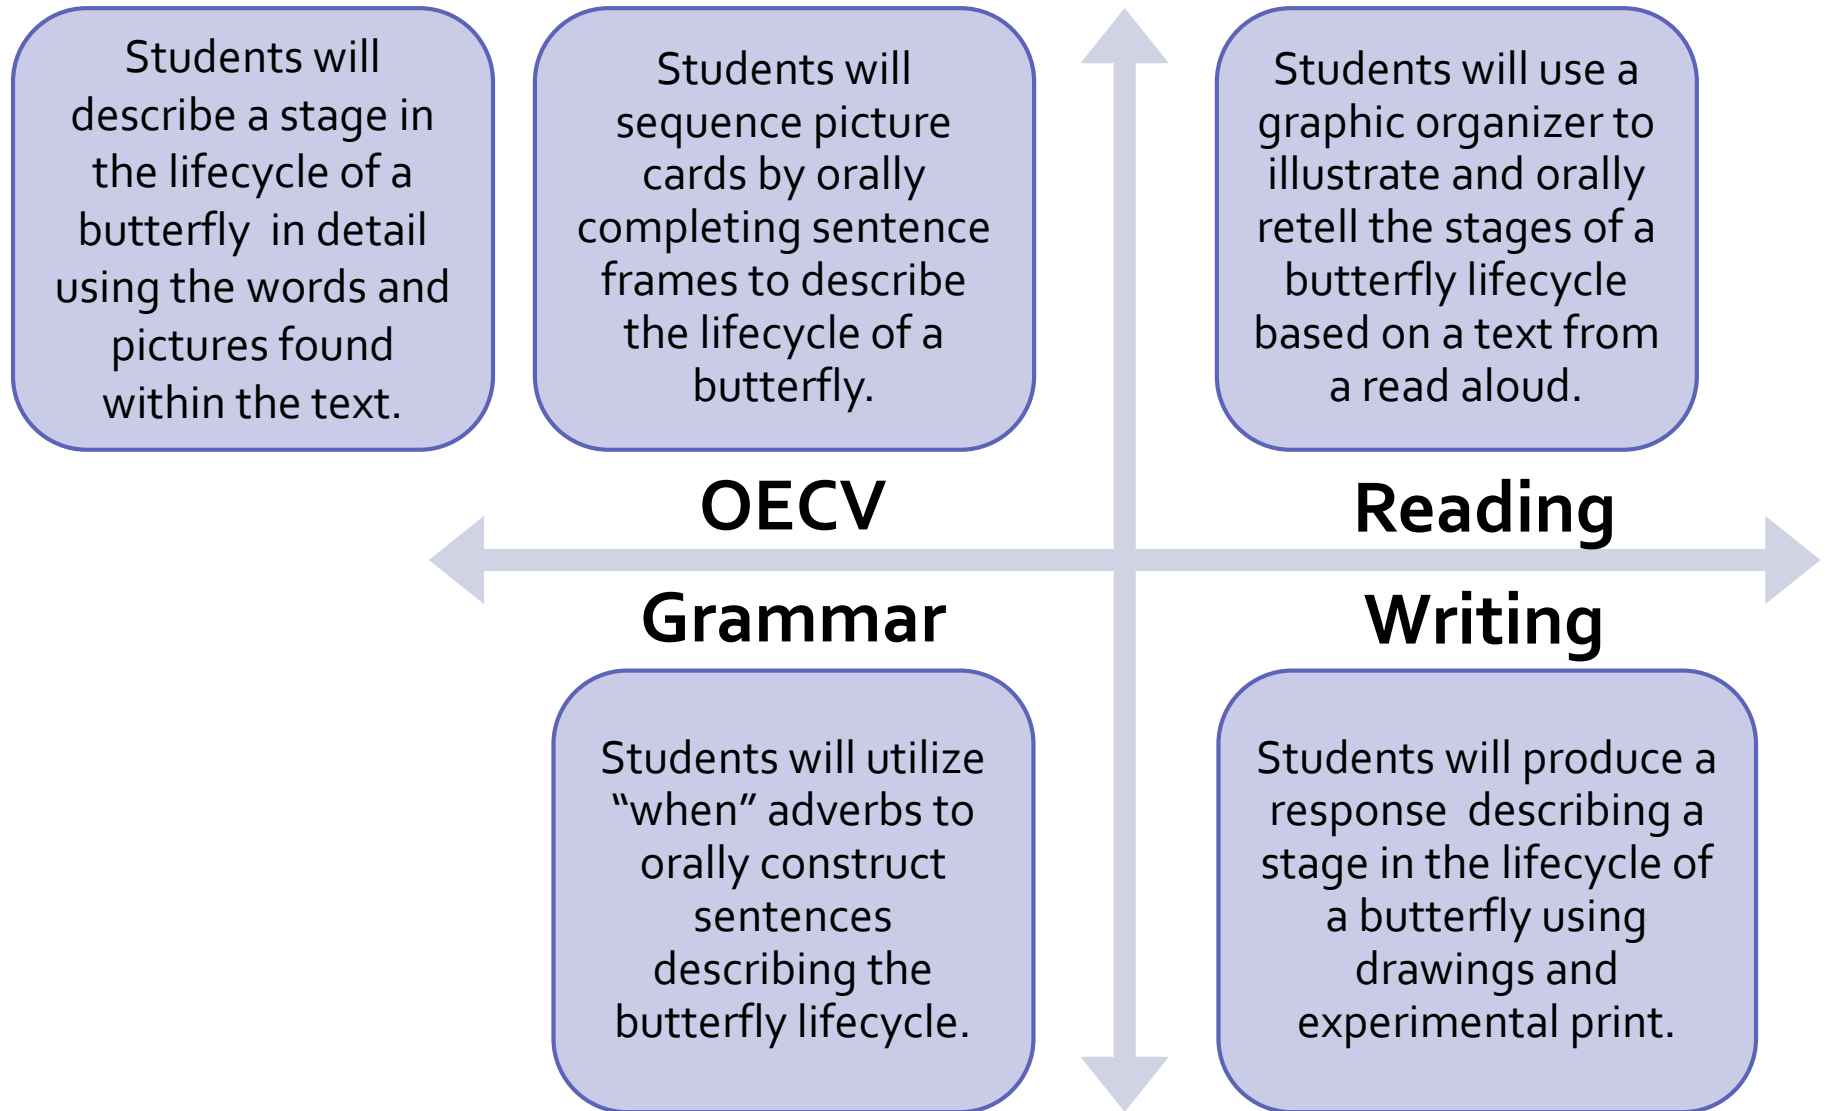 Students will
describe a stage in
the lifecycle of a
butterfly  in detail
using the words and
pictures found
within the text.
Students will
sequence picture
cards by orally
completing sentence
frames to describe
the lifecycle of a
butterfly.
Students will use a
graphic organizer to
illustrate and orally
retell the stages of a
butterfly lifecycle
based on a text from
a read aloud.
OECV
Reading
Grammar
Writing
Students will utilize
“when” adverbs to
orally construct
sentences
describing the
butterfly lifecycle.
Students will produce a
response  describing a
stage in the lifecycle of
a butterfly using
drawings and
experimental print.